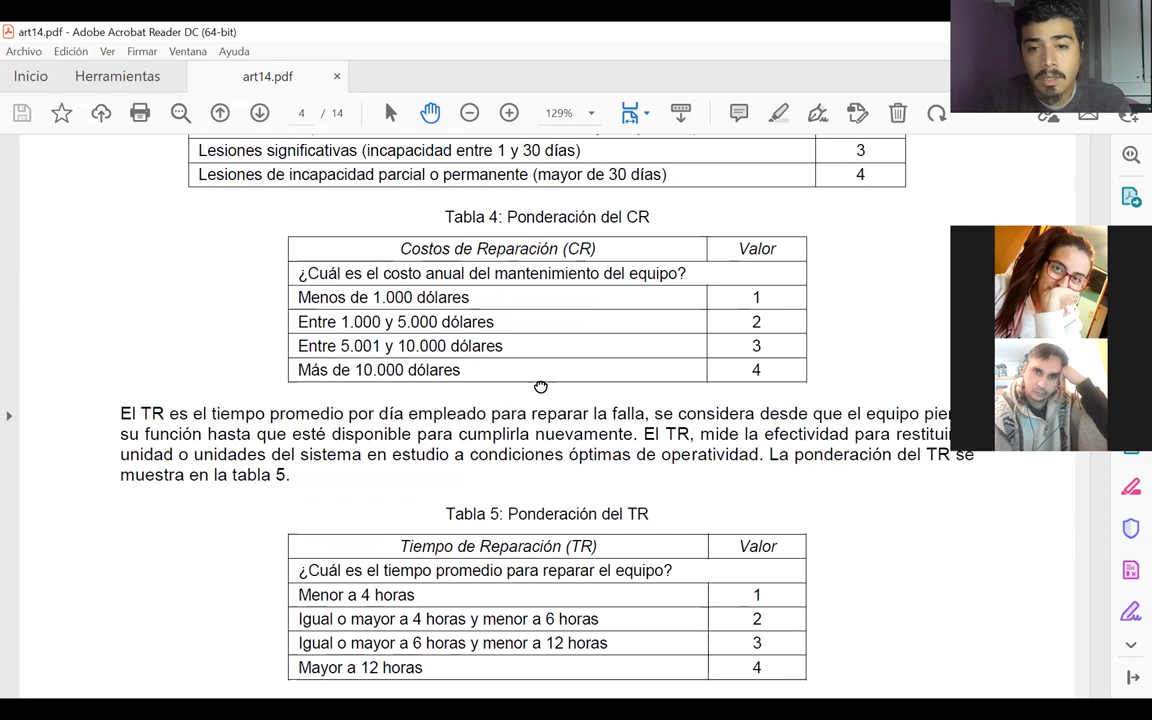 art14.pdf - Adobe Acrobat Reader DC (64-bit)
Archivo Edición Ver Firmar Ventana Ayuda
Inicio Herramientas art14.pdf ×
4 / 14 129%
Lesiones significativas (incapacidad entre 1 y 30 días) 3
Lesiones de incapacidad parcial o permanente (mayor de 30 días) 4
Tabla 4: Ponderación del CR
Costos de Reparación (CR) Valor
¿Cuál es el costo anual del mantenimiento del equipo?
Menos de 1.000 dólares 1
Entre 1.000 y 5.000 dólares 2
Entre 5.001 y 10.000 dólares 3
Más de 10.000 dólares 4
El TR es el tiempo promedio por día empleado para reparar la falla, se considera desde que el equipo
su función hasta que esté disponible para cumplirla nuevamente. El TR, mide la efectividad para
unidad o unidades del sistema en estudio a condiciones óptimas de operatividad. La ponderación del TR se
muestra en la tabla 5.
Tabla 5: Ponderación del TR
Tiempo de Reparación (TR) Valor
¿Cuál es el tiempo promedio para reparar el equipo?
Menor a 4 horas 1
Igual o mayor a 4 horas y menor a 6 horas 2
Igual o mayor a 6 horas y menor a 12 horas 3
Mayor a 12 horas 4